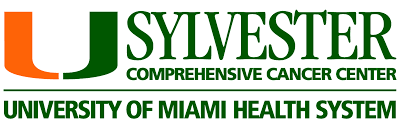 SYLVESTER
COMPREHENSIVE CANCER CENTER
UNIVERSITY OF MIAMI HEALTH SYSTEM